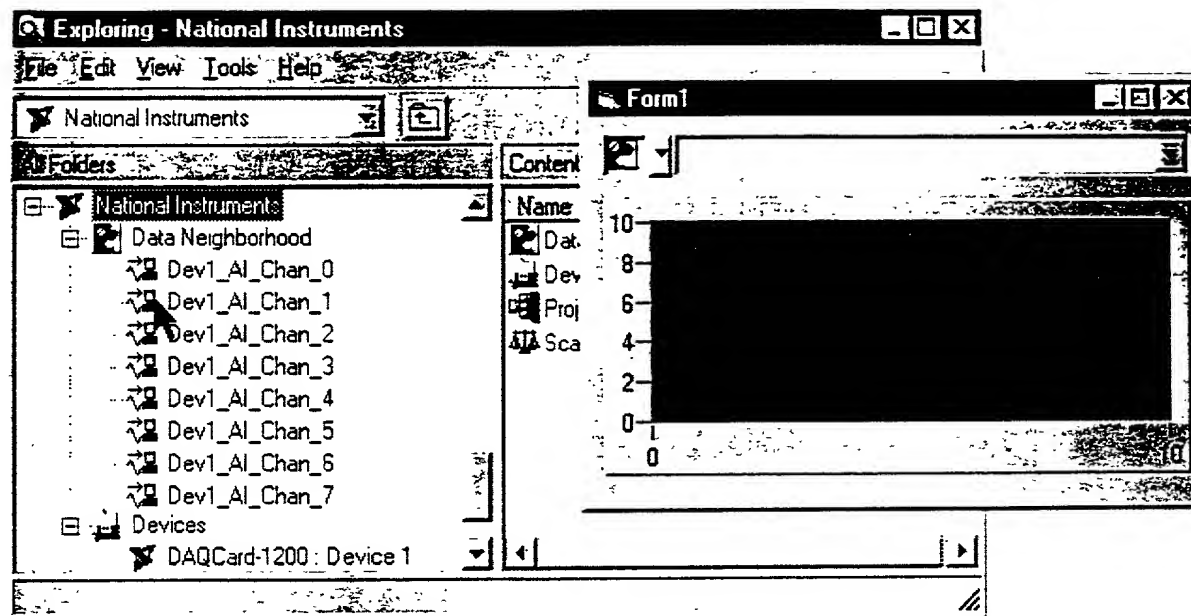 Exploring - National Instruments
File Edit View Tools Help
National Instruments
Folders
National Instruments
Data Neighborhood
Dev1_AI_Chan_0
Dev1_AI_Chan_1
Dev1_AI_Chan_2
Dev1_AI_Chan_3
Dev1_AI_Chan_4
Dev1_AI_Chan_5
Dev1_AI_Chan_6
Dev1_AI_Chan_7
Devices
DAQCard-1200 : Device 1
Content
Name
Dat
Dev
Proj
Sca
Form1
10
8
6
4
2
0
0
10